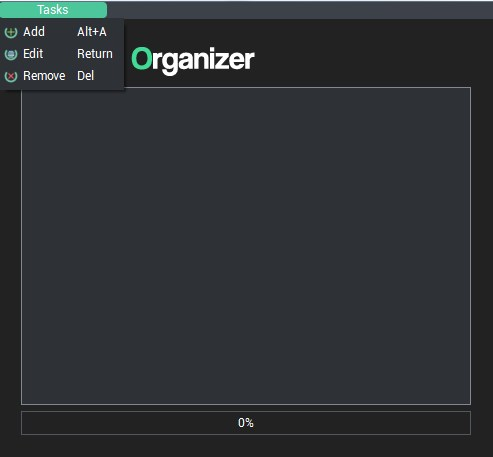 Tasks
Add Alt+A
Edit Return
Remove Del
Organizer
0%